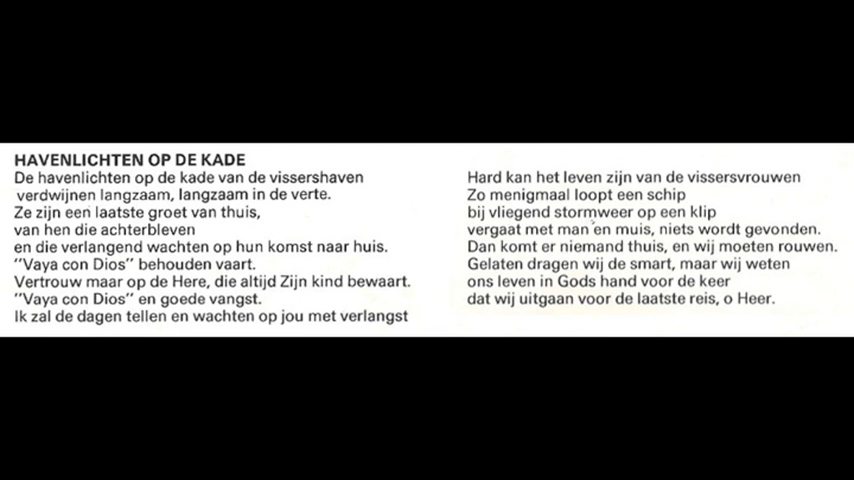 HAVENLICHTEN OP DE KADE
De havenlichten op de kade van de vissershaven
verdwijnen langzaam, langzaam in de verte.
Ze zijn een laatste groet van thuis,
van hen die achterbleven
en die verlangend wachten op hun komst naar huis.
"Vaya con Dios" behouden vaart.
Vertrouw maar op de Here, die altijd Zijn kind bewaart.
"Vaya con Dios" en goede vangst.
Ik zal de dagen tellen en wachten op jou met verlangst
Hard kan het leven zijn van de vissersvrouwen
Zo menigmaal loopt een schip
bij vliegend stormweer op een klip
vergaat met man en muis, niets wordt gevonden.
Dan komt er niemand thuis, en wij moeten rouwen.
Gelaten dragen wij de smart, maar wij weten
ons leven in Gods hand voor de keer
dat wij uitgaan voor de laatste reis, o Heer.